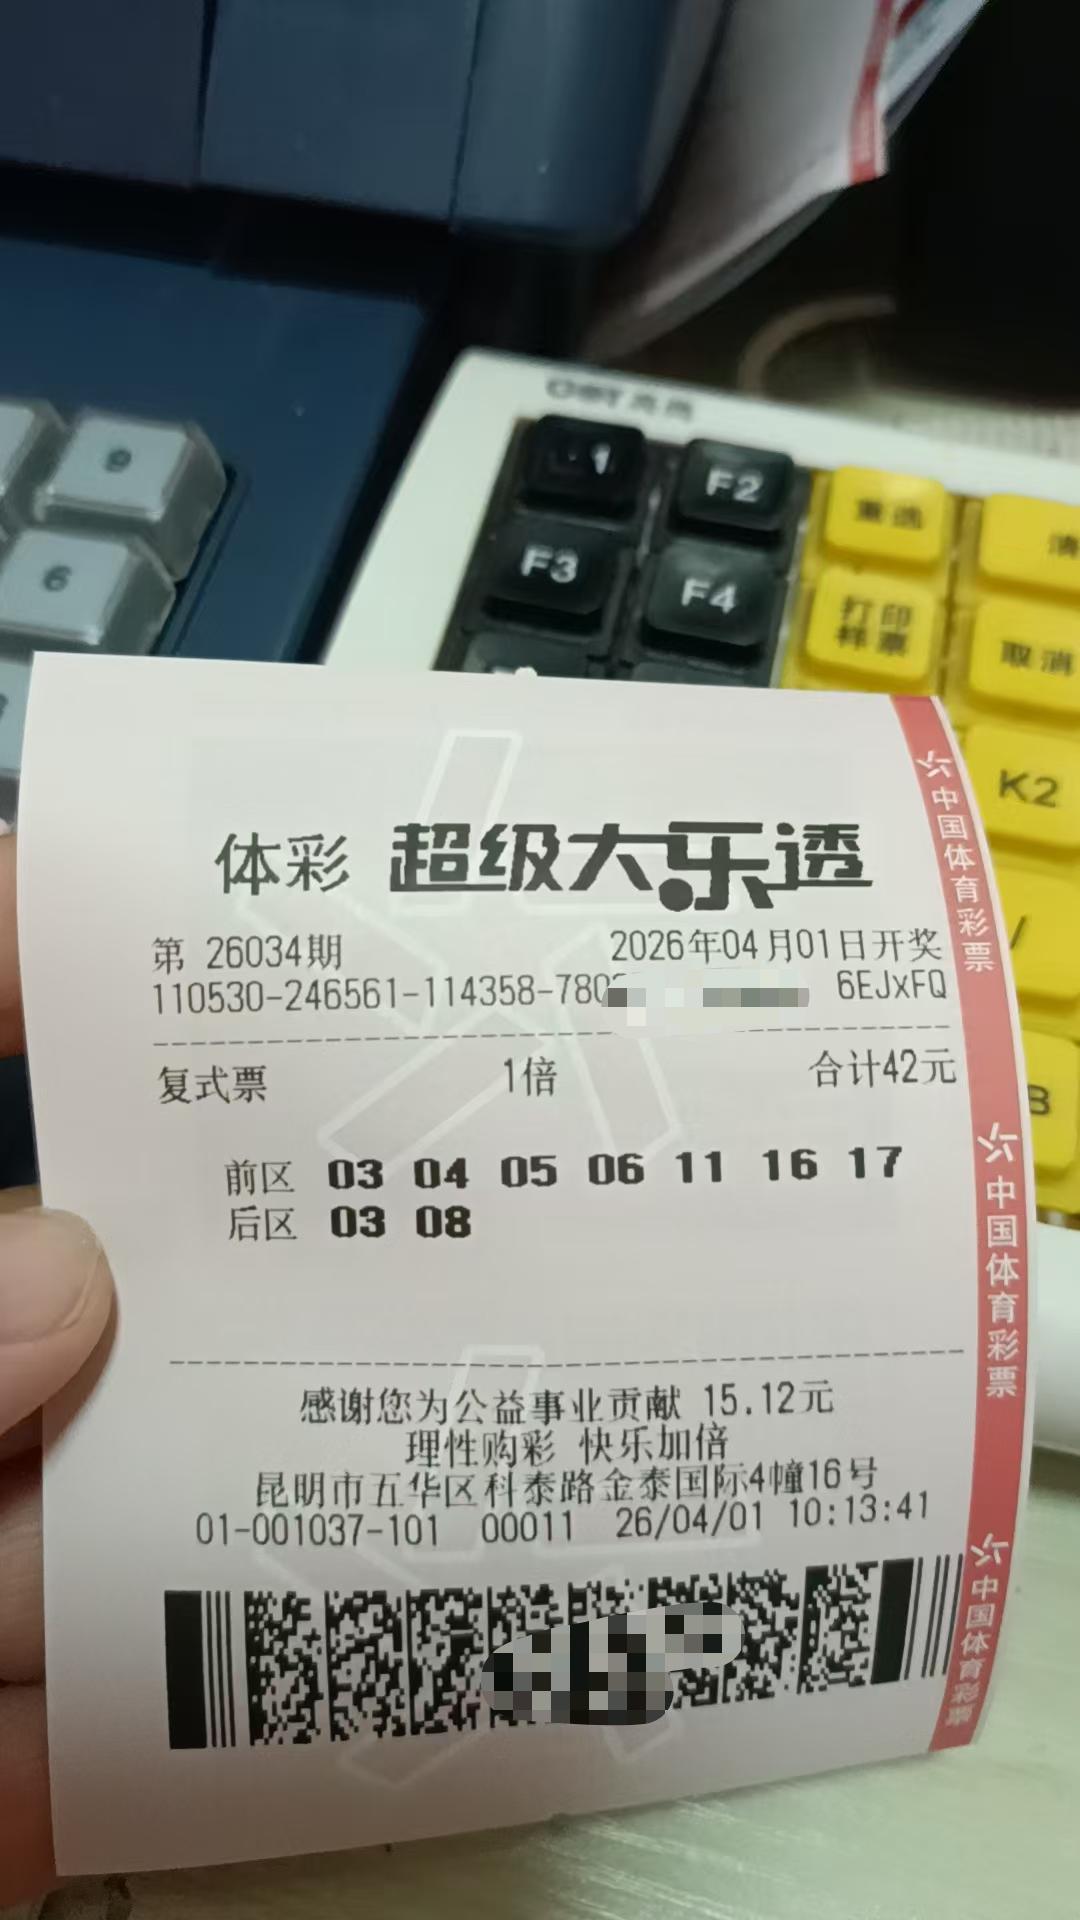 9
6
1
F2
重选
F3
F4
打印
样票
取消
K2
/
体彩 超级大乐透
第 26034期 2026年04月01日开奖
110530-246561-114358-780 6EJxFQ
复式票 1倍 合计42元
前区 03 04 05 06 11 16 17
后区 03 08
感谢您为公益事业贡献 15.12元
理性购彩 快乐加倍
昆明市五华区科泰路金泰国际4幢16号
01-001037-101 00011 26/04/01 10:13:41
中国体育彩票
中国体育彩票
中国体育彩票